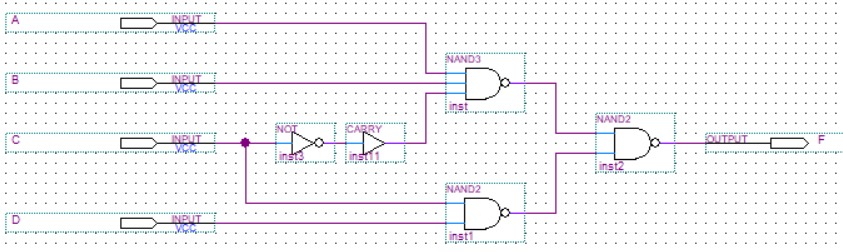 A INPUT
VCC
NAND3
B INPUT
VCC
inst
NAND2
C INPUT
VCC
NOT CARRY
OUTPUT F
inst3 inst11
inst2
NAND2
D INPUT
VCC
inst1